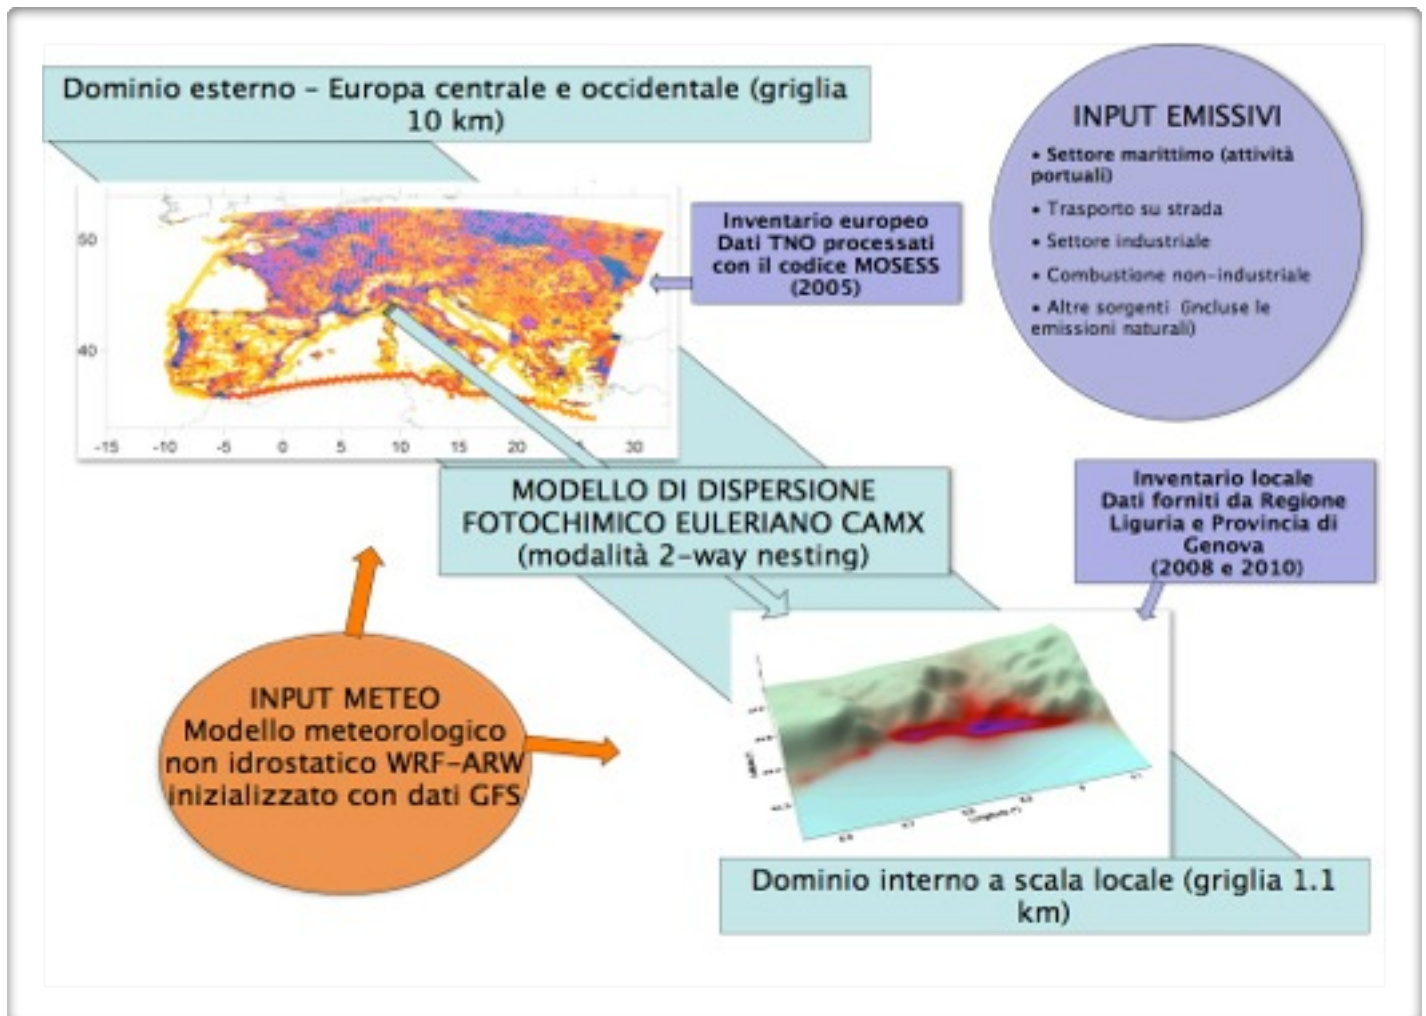 Dominio esterno – Europa centrale e occidentale (griglia
10 km)
INPUT EMISSIVI
• Settore marittimo (attività
portuali)
• Trasporto su strada
• Settore industriale
• Combustione non-industriale
• Altre sorgenti (incluse le
emissioni naturali)
Inventario europeo
Dati TNO processati
con il codice MOSESS
(2005)
50
40
-15 -10 -5 0 5 10 15 20 30
MODELLO DI DISPERSIONE
FOTOCHIMICO EULERIANO CAMX
(modalità 2-way nesting)
Inventario locale
Dati forniti da Regione
Liguria e Provincia di
Genova
(2008 e 2010)
INPUT METEO
Modello meteorologico
non idrostatico WRF-ARW
inizializzato con dati GFS
Dominio interno a scala locale (griglia 1.1
km)